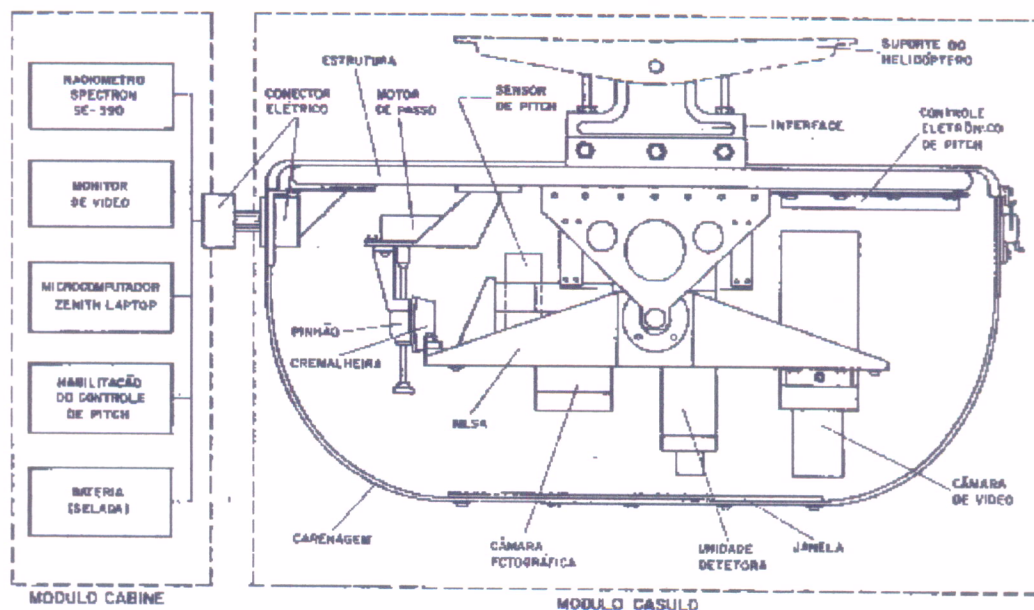 RADIOMETRO
SPECTRON
SE-590
MONITOR
DE VIDEO
MICROCOMPUTADOR
ZENITH LAPTOP
HABILITAÇÃO
DO CONTROLE
DE PITCH
BATERIA
(SELADA)
MODULO CABINE
ESTRUTURA
CONECTOR
ELÉTRICO
MOTOR
DE PASSO
SENSOR
DE PITCH
SUPORTE DO
HELICÓPTERO
INTERFACE
CONTROLE
ELETRÔNICO
DE PITCH
PINHÃO
CREMALHEIRA
CARENAGEM
CÂMARA
FOTOGRÁFICA
UNIDADE
DETETORA
JANELA
CÂMARA
DE VIDEO
MODULO CASULO